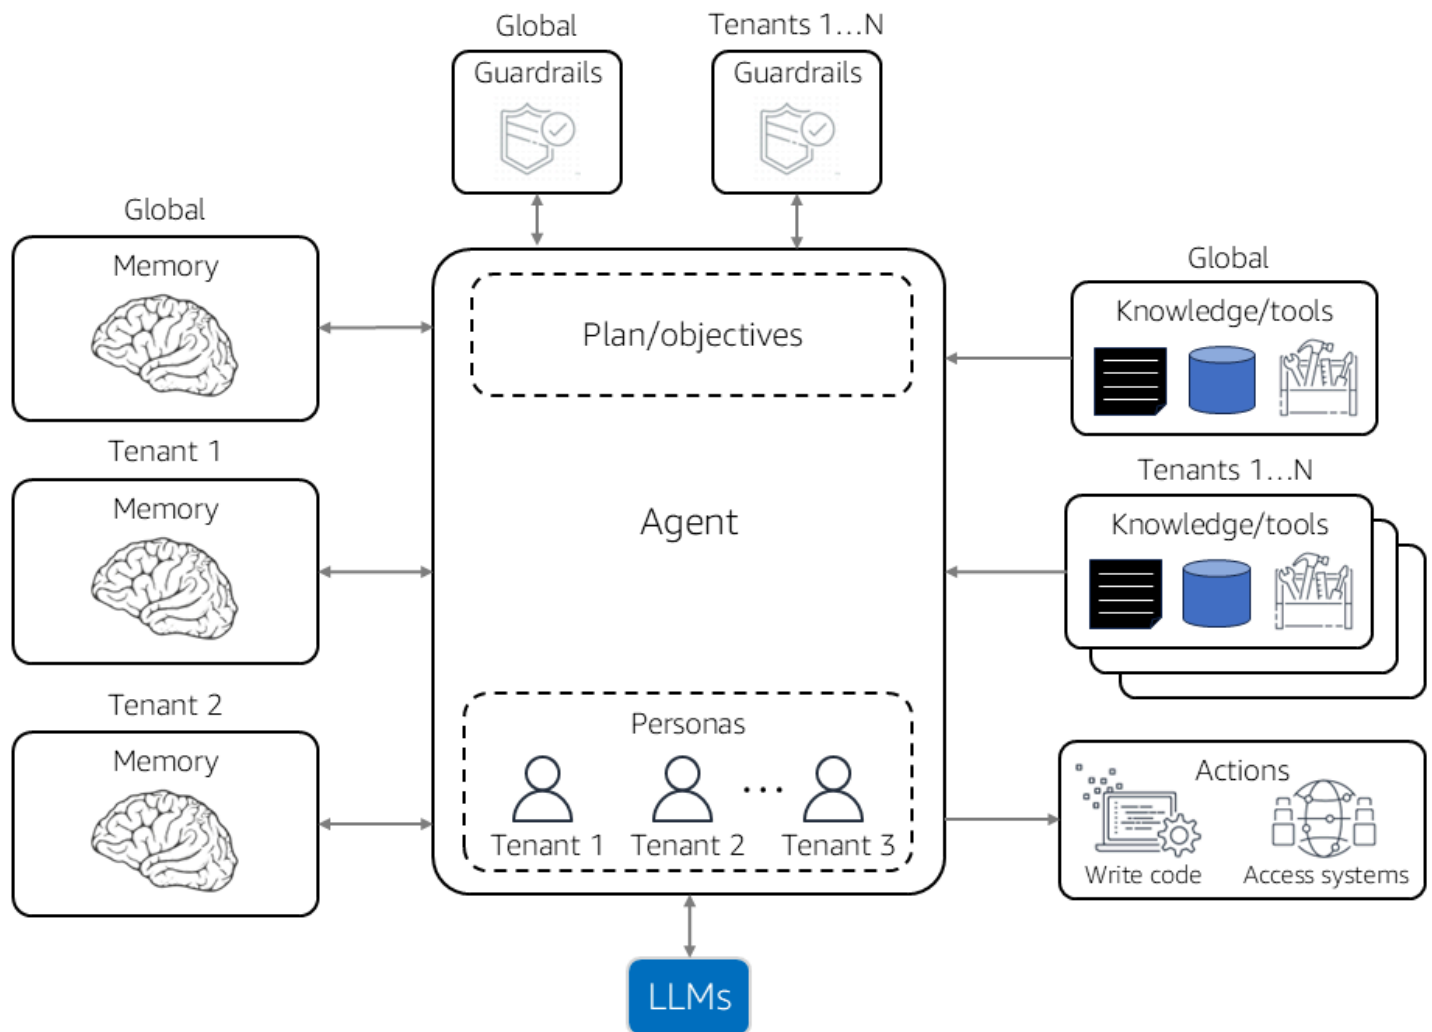 Global
Tenants 1...N
Guardrails
Guardrails
Global
Memory
Tenant 1
Memory
Tenant 2
Memory
Plan/objectives
Agent
Personas
Tenant 1
Tenant 2
...
Tenant 3
LLMs
Global
Knowledge/tools
Tenants 1...N
Knowledge/tools
Actions
Write code
Access systems